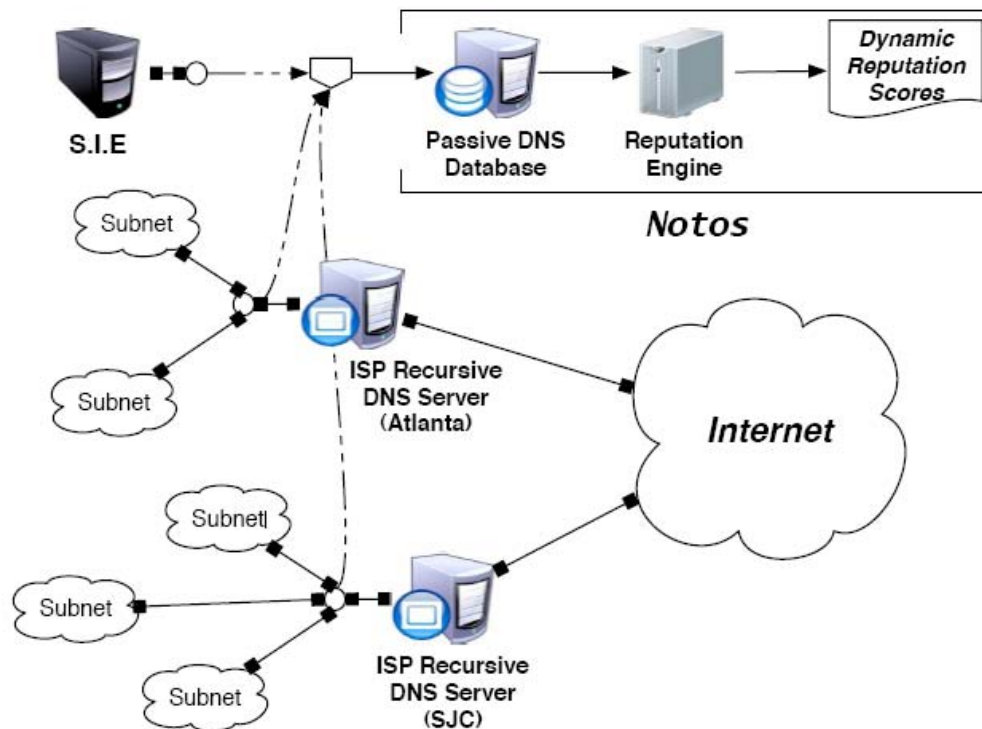 Dynamic
Reputation
Scores
S.I.E
Passive DNS
Database
Reputation
Engine
Notos
Subnet
Subnet
ISP Recursive
DNS Server
(Atlanta)
Internet
Subnet
Subnet
Subnet
ISP Recursive
DNS Server
(SJC)